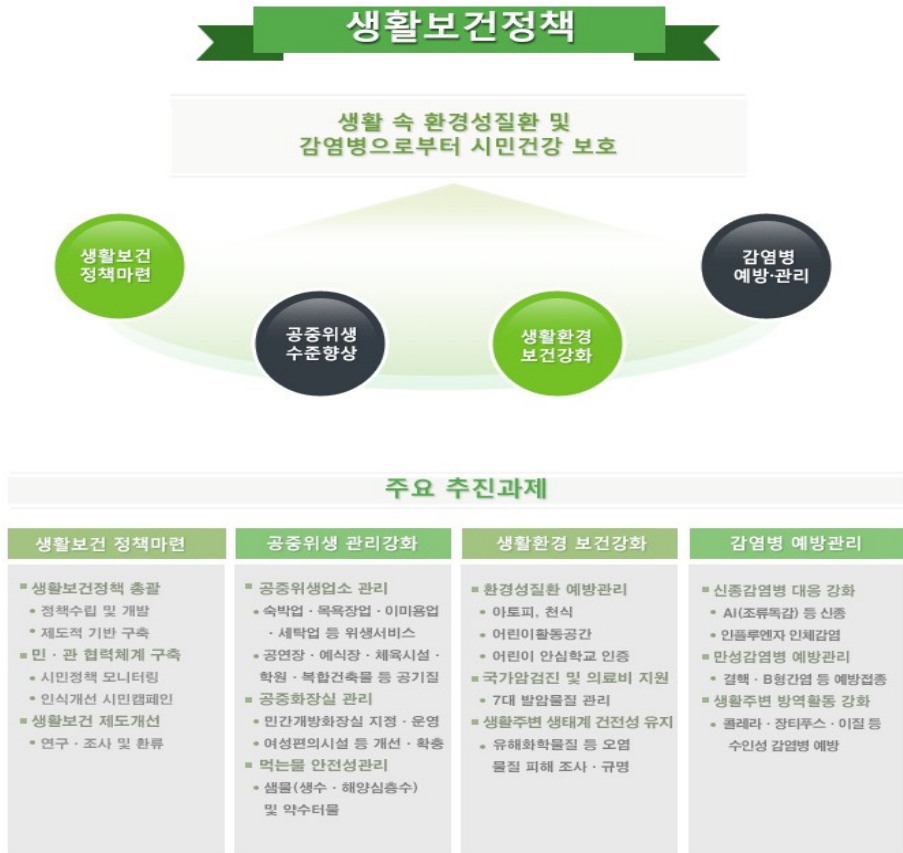 생활보건정책
생활 속 환경성질환 및
감염병으로부터 시민건강 보호
생활보건
정책마련
공중위생
수준향상
생활환경
보건강화
감염병
예방·관리
주요 추진과제
생활보건 정책마련
■ 생활보건정책 총괄
• 정책수립 및 개발
• 제도적 기반 구축
■ 민 · 관 협력체계 구축
• 시민정책 모니터링
• 인식개선 시민캠페인
■ 생활보건 제도개선
• 연구 · 조사 및 환류
공중위생 관리강화
■ 공중위생업소 관리
• 숙박업 · 목욕장업 · 이미용업
· 세탁업 등 위생서비스
• 공연장 · 예식장 · 체육시설 ·
학원 · 복합건축물 등 공기질
■ 공중화장실 관리
• 민간개방화장실 지정 · 운영
• 여성편의시설 등 개선 · 확충
■ 먹는물 안전성관리
• 샘물(생수 · 해양심층수)
및 약수터물
생활환경 보건강화
■ 환경성질환 예방관리
• 아토피, 천식
• 어린이활동공간
• 어린이 안심학교 인증
■ 국가암검진 및 의료비 지원
• 7대 발암물질 관리
■ 생활주변 생태계 건전성 유지
• 유해화학물질 등 오염
물질 피해 조사 · 규명
감염병 예방관리
■ 신종감염병 대응 강화
• AI(조류독감) 등 신종
• 인플루엔자 인체감염
■ 만성감염병 예방관리
• 결핵 · B형간염 등 예방접종
■ 생활주변 방역활동 강화
• 콜레라 · 장티푸스 · 이질 등
수인성 감염병 예방